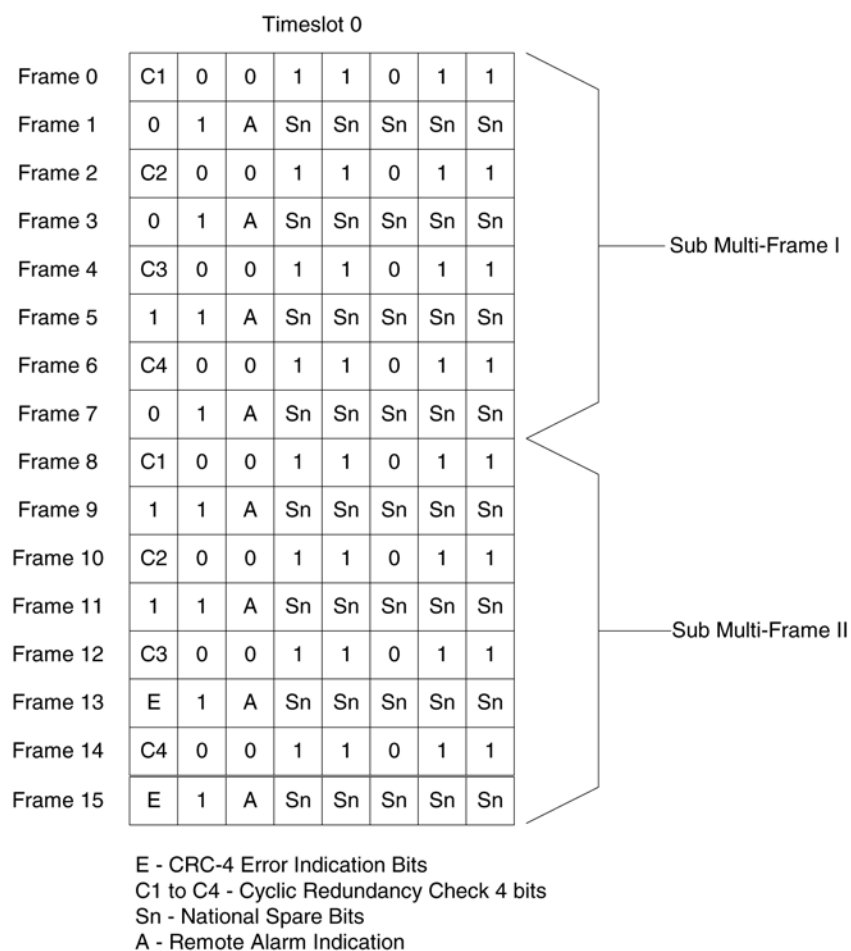 Timeslot 0
Frame 0 C1 0 0 1 1 0 1 1
Frame 1 0 1 A Sn Sn Sn Sn Sn
Frame 2 C2 0 0 1 1 0 1 1
Frame 3 0 1 A Sn Sn Sn Sn Sn
Frame 4 C3 0 0 1 1 0 1 1
Frame 5 1 1 A Sn Sn Sn Sn Sn
Frame 6 C4 0 0 1 1 0 1 1
Frame 7 0 1 A Sn Sn Sn Sn Sn
Sub Multi-Frame I
Frame 8 C1 0 0 1 1 0 1 1
Frame 9 1 1 A Sn Sn Sn Sn Sn
Frame 10 C2 0 0 1 1 0 1 1
Frame 11 1 1 A Sn Sn Sn Sn Sn
Frame 12 C3 0 0 1 1 0 1 1
Frame 13 E 1 A Sn Sn Sn Sn Sn
Frame 14 C4 0 0 1 1 0 1 1
Frame 15 E 1 A Sn Sn Sn Sn Sn
Sub Multi-Frame II
E - CRC-4 Error Indication Bits
C1 to C4 - Cyclic Redundancy Check 4 bits
Sn - National Spare Bits
A - Remote Alarm Indication